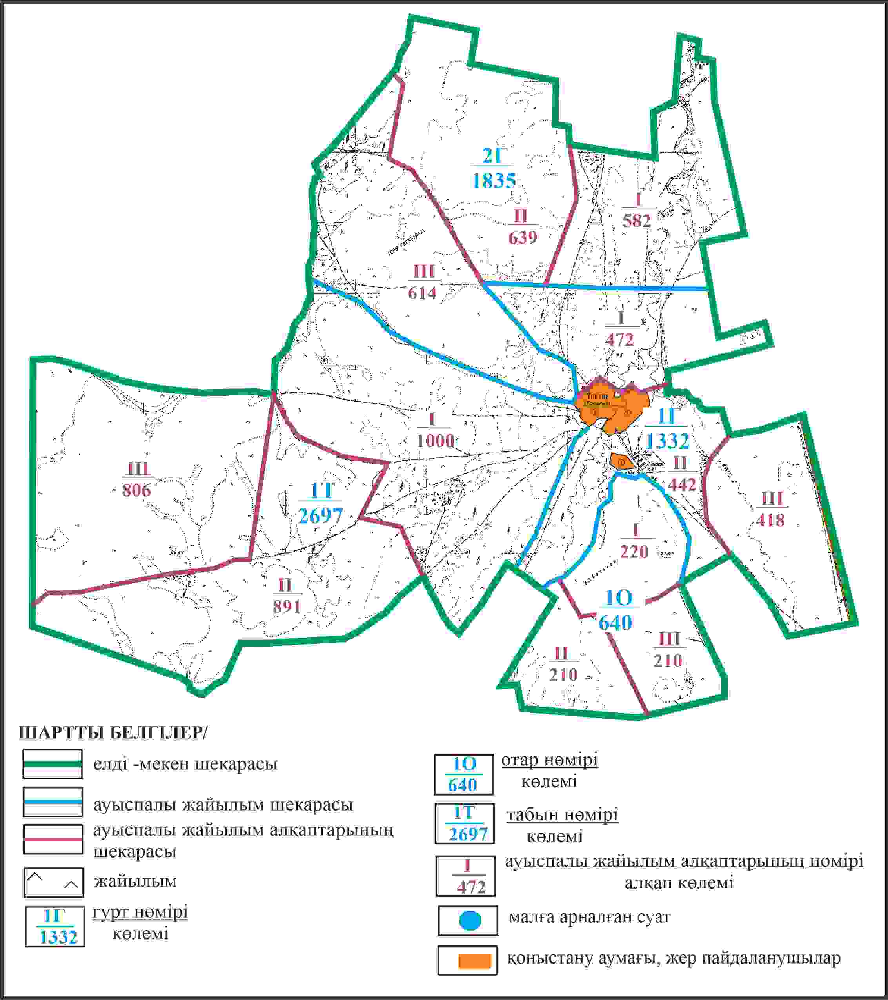 2Г
1835
I
582
II
639
ГОРЫ САРЫБУЙРАТ
III
614
I
472
1Г
1332
I
1000
II
442
III
806
1Т
2697
III
418
I
220
II
891
1О
640
III
210
II
210
ШАРТТЫ БЕЛГІЛЕР/
елді -мекен шекарасы
ауыспалы жайылым шекарасы
ауыспалы жайылым алқаптарының
шекарасы
жайылым
1Г
1332
гурт нөмірі
көлемі
1О
640
отар нөмірі
көлемі
1Т
2697
табын нөмірі
көлемі
I
472
ауыспалы жайылым алқаптарының нөмірі
алқап көлемі
малға арналған суат
қоныстану аумағы, жер пайдаланушылар